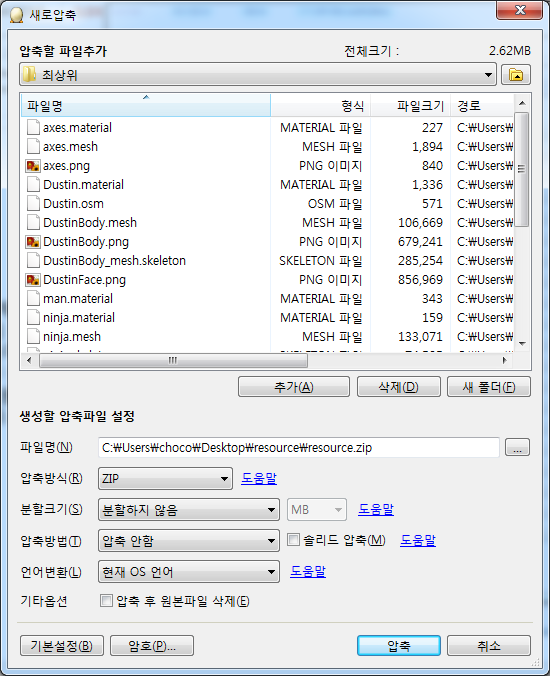 새로압축
압축할 파일추가 전체크기 : 2.62MB
최상위
파일명 형식 파일크기 경로
axes.material MATERIAL 파일 227 C:₩Users₩
axes.mesh MESH 파일 1,894 C:₩Users₩
axes.png PNG 이미지 840 C:₩Users₩
Dustin.material MATERIAL 파일 1,336 C:₩Users₩
Dustin.osm OSM 파일 571 C:₩Users₩
DustinBody.mesh MESH 파일 106,669 C:₩Users₩
DustinBody.png PNG 이미지 679,241 C:₩Users₩
DustinBody_mesh.skeleton SKELETON 파일 285,254 C:₩Users₩
DustinFace.png PNG 이미지 856,969 C:₩Users₩
man.material MATERIAL 파일 343 C:₩Users₩
ninja.material MATERIAL 파일 159 C:₩Users₩
ninja.mesh MESH 파일 133,071 C:₩Users₩
추가(A) 삭제(D) 새 폴더(F)
생성할 압축파일 설정
파일명(N) C:₩Users₩choco₩Desktop₩resource₩resource.zip ...
압축방식(R) ZIP 도움말
분할크기(S) 분할하지 않음 MB 도움말
압축방법(T) 압축 안함 솔리드 압축(M) 도움말
언어변환(L) 현재 OS 언어 도움말
기타옵션 압축 후 원본파일 삭제(E)
기본설정(B) 암호(P)... 압축 취소